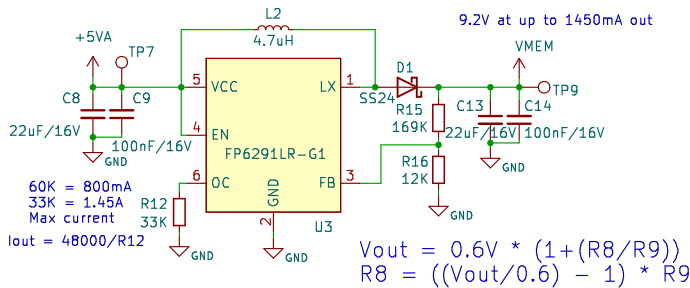 L2
4.7uH
9.2V at up to 1450mA out
+5VA
TP7
VMEM
5
VCC
LX
1
D1
SS24
TP9
C8
C9
R15
169K
C13
C14
22uF/16V
100nF/16V
22uF/16V
100nF/16V
4
EN
FP6291LR-G1
GND
GND
R16
12K
60K = 800mA
33K = 1.45A
Max current
Iout = 48000/R12
6
OC
FB
3
R12
33K
GND
2
U3
GND
GND
GND
Vout = 0.6V * (1+(R8/R9))
R8 = ((Vout/0.6) - 1) * R9